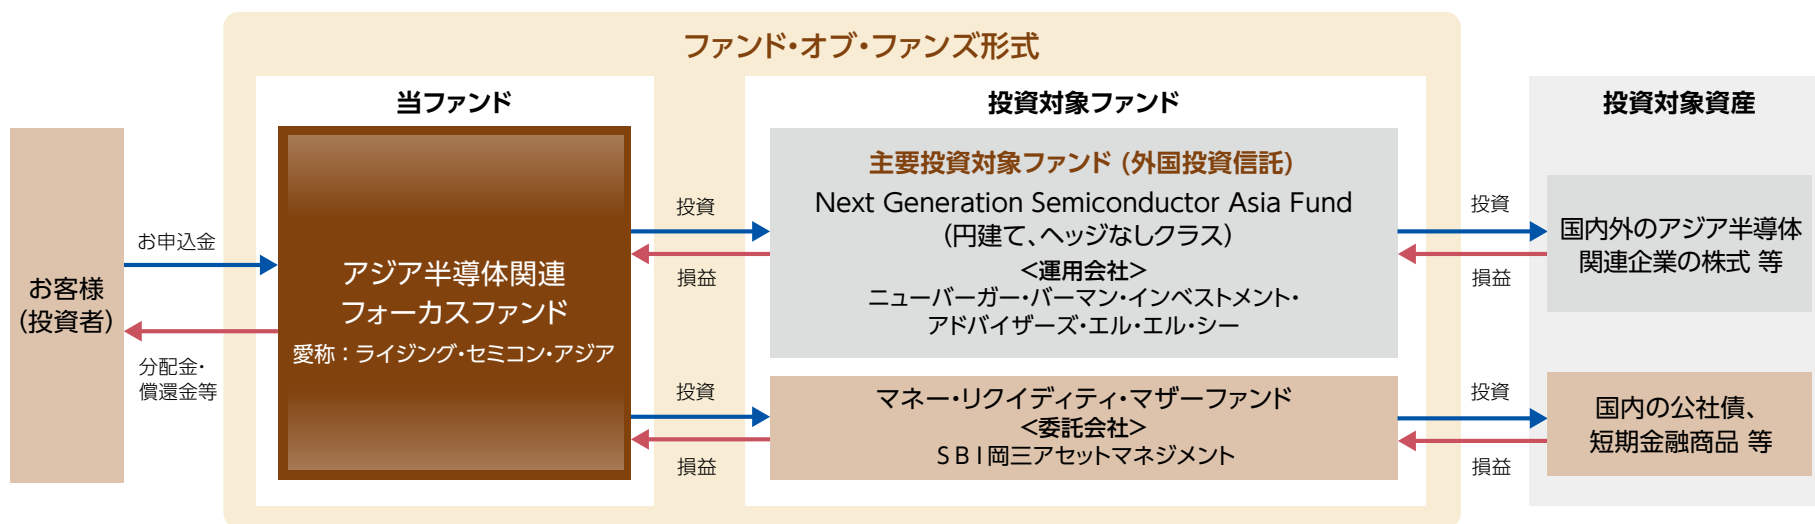 ファンド・オブ・ファンズ形式
お客様
（投資者）
お申込金
分配金・
償還金等
当ファンド
アジア半導体関連
フォーカスファンド
愛称：ライジング・セミコン・アジア
投資
損益
投資
損益
投資対象ファンド
主要投資対象ファンド (外国投資信託)
Next Generation Semiconductor Asia Fund
（円建て、ヘッジなしクラス）
<運用会社>
ニューバーガー・バーマン・インベストメント・
アドバイザーズ・エル・エル・シー
マネー・リクイディティ・マザーファンド
<委託会社>
ＳＢＩ岡三アセットマネジメント
投資
損益
投資
損益
投資対象資産
国内外のアジア半導体
関連企業の株式 等
国内の公社債、
短期金融商品 等